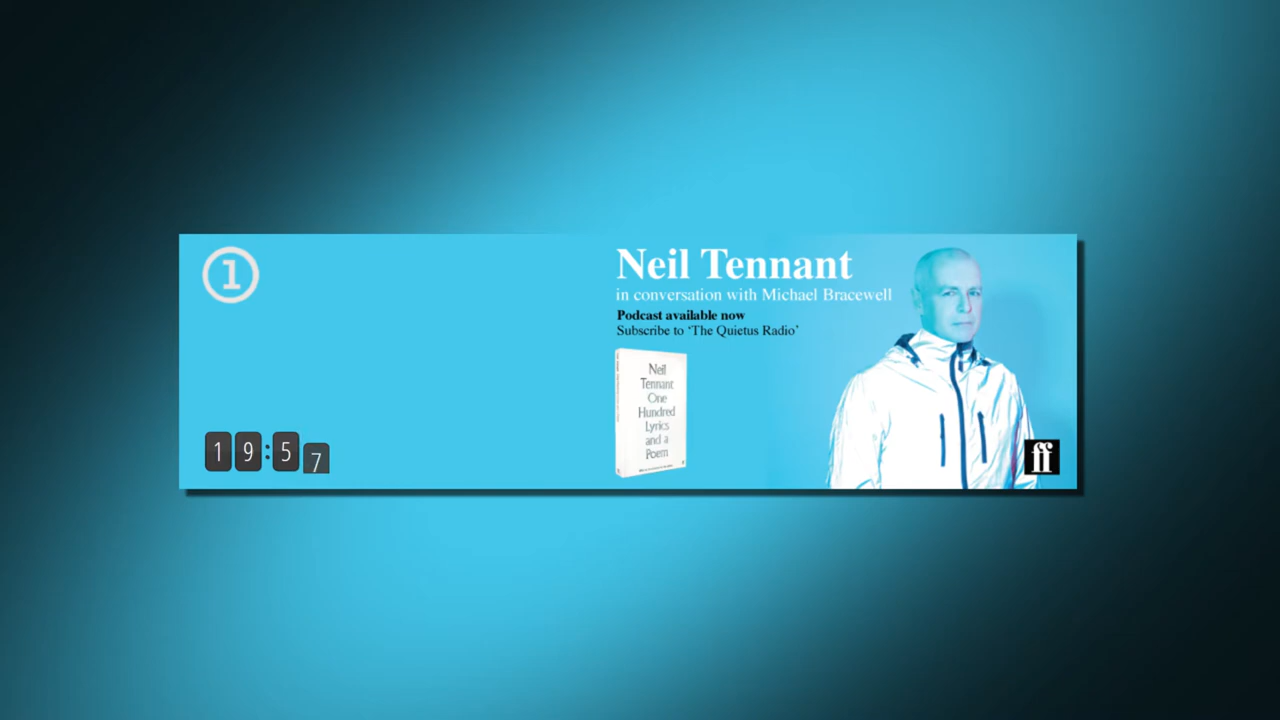 1
Neil Tennant
in conversation with Michael Bracewell
Podcast available now
Subscribe to ‘The Quietus Radio’
Neil
Tennant
One
Hundred
Lyrics
and a
Poem
19:57
ff